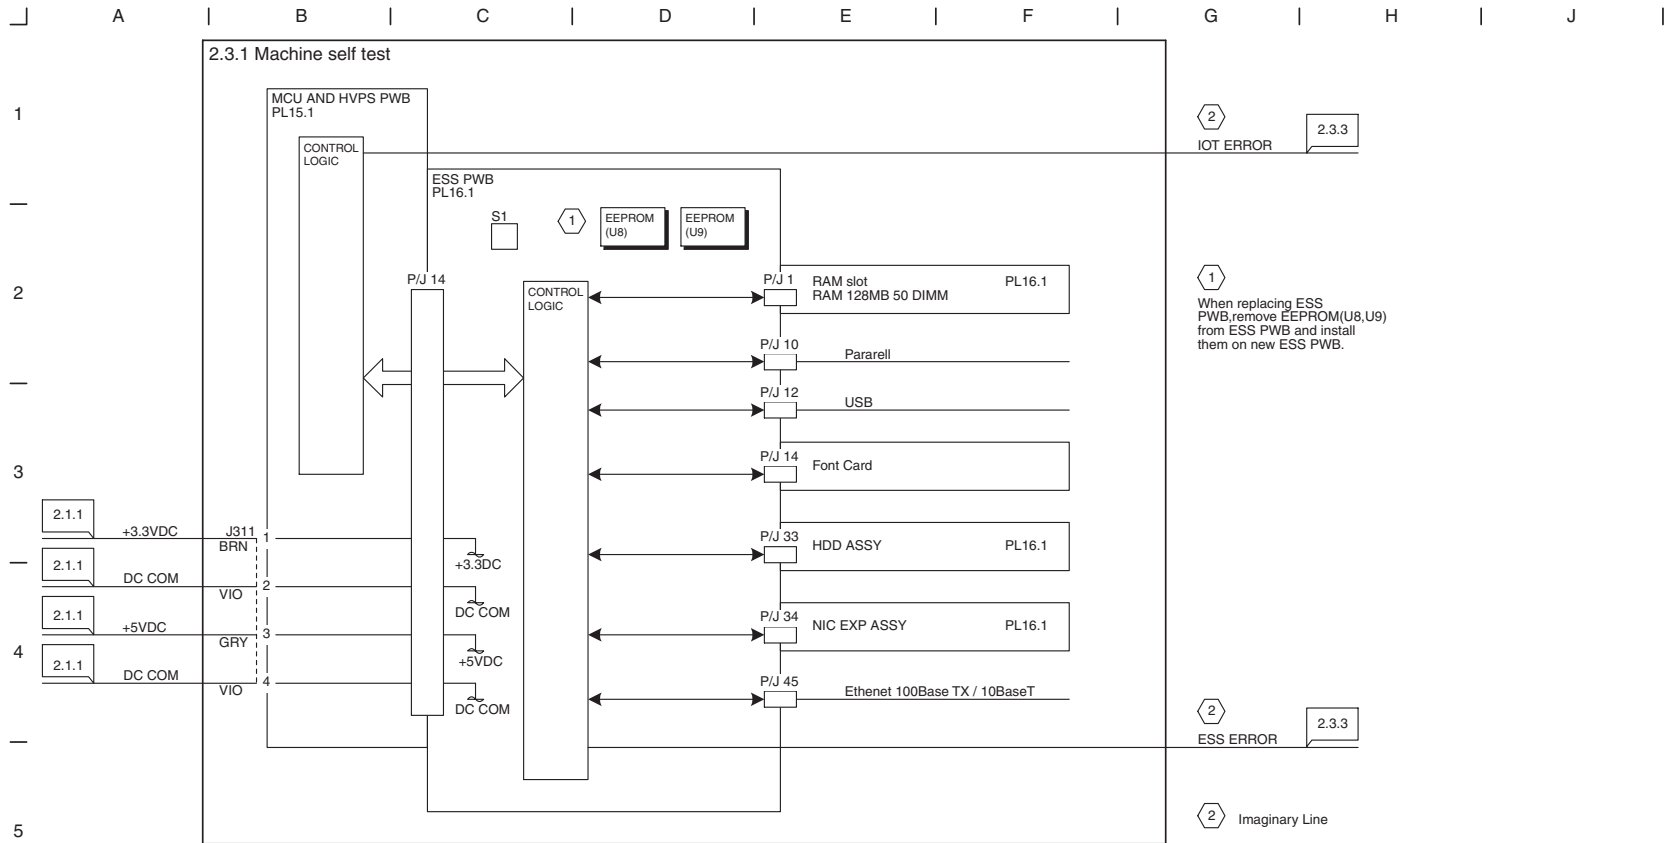 A B C D E F G H J
2.3.1 Machine self test
MCU AND HVPS PWB
PL15.1
1
2
2.3.3
IOT ERROR
CONTROL
LOGIC
ESS PWB
PL16.1
S1
1
EEPROM
(U8)
EEPROM
(U9)
P/J 14
2
CONTROL
LOGIC
P/J 1
RAM slot
RAM 128MB 50 DIMM
PL16.1
1
When replacing ESS
PWB,remove EEPROM(U8,U9)
from ESS PWB and install
them on new ESS PWB.
P/J 10
Pararell
P/J 12
USB
3
P/J 14
Font Card
2.1.1
+3.3VDC
J311
BRN
1
+3.3DC
P/J 33
HDD ASSY
PL16.1
2.1.1
DC COM
VIO
2
DC COM
2.1.1
+5VDC
GRY
3
+5VDC
P/J 34
NIC EXP ASSY
PL16.1
4
2.1.1
DC COM
VIO
4
DC COM
P/J 45
Ethenet 100Base TX / 10BaseT
2
2.3.3
ESS ERROR
2
Imaginary Line
5